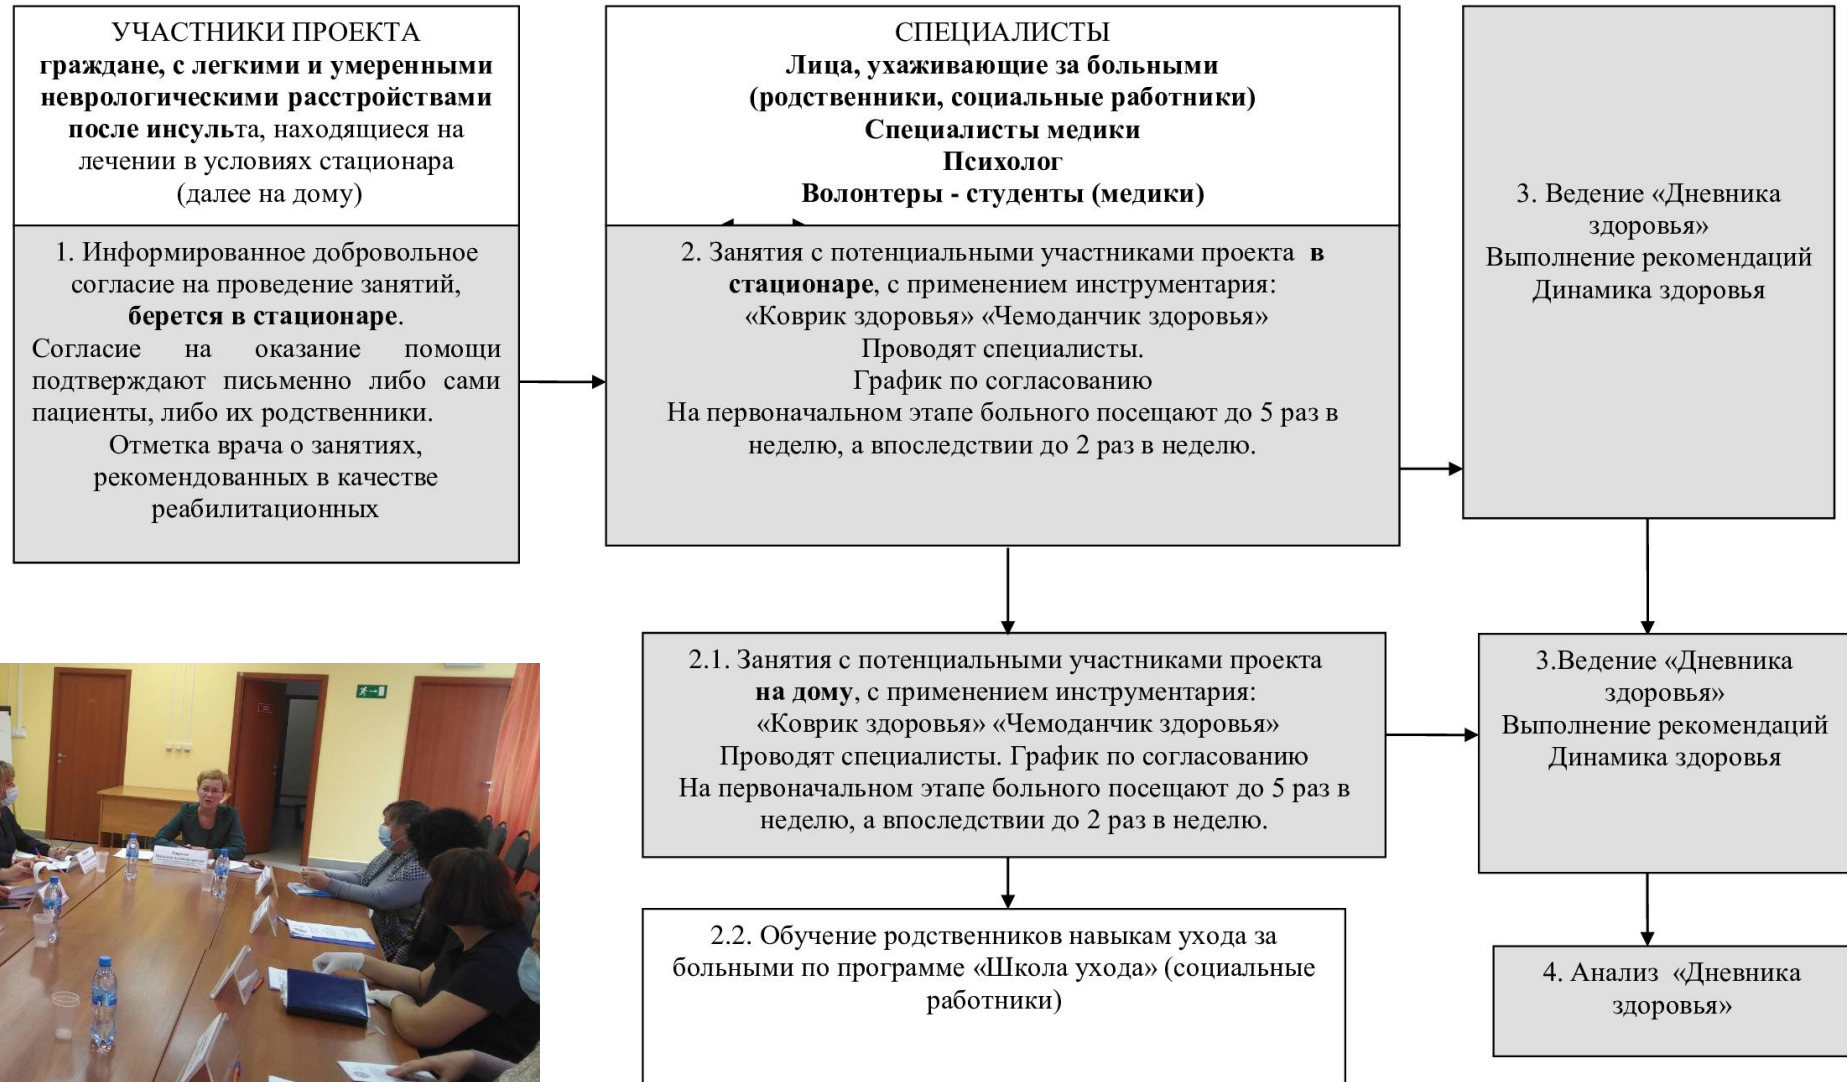 УЧАСТНИКИ ПРОЕКТА
граждане, с легкими и умеренными
неврологическими расстройствами
после инсульта, находящиеся на
лечении в условиях стационара
(далее на дому)
1. Информированное добровольное
согласие на проведение занятий,
берется в стационаре.
Согласие на оказание помощи
подтверждают письменно либо сами
пациенты, либо их родственники.
Отметка врача о занятиях,
рекомендованных в качестве
реабилитационных
СПЕЦИАЛИСТЫ
Лица, ухаживающие за больными
(родственники, социальные работники)
Специалисты медики
Психолог
Волонтеры - студенты (медики)
2. Занятия с потенциальными участниками проекта в
стационаре, с применением инструментария:
«Коврик здоровья» «Чемоданчик здоровья»
Проводят специалисты.
График по согласованию
На первоначальном этапе больного посещают до 5 раз в
неделю, а впоследствии до 2 раз в неделю.
3. Ведение «Дневника
здоровья»
Выполнение рекомендаций
Динамика здоровья
2.1. Занятия с потенциальными участниками проекта
на дому, с применением инструментария:
«Коврик здоровья» «Чемоданчик здоровья»
Проводят специалисты. График по согласованию
На первоначальном этапе больного посещают до 5 раз в
неделю, а впоследствии до 2 раз в неделю.
3.Ведение «Дневника
здоровья»
Выполнение рекомендаций
Динамика здоровья
2.2. Обучение родственников навыкам ухода за
больными по программе «Школа ухода» (социальные
работники)
4. Анализ «Дневника
здоровья»